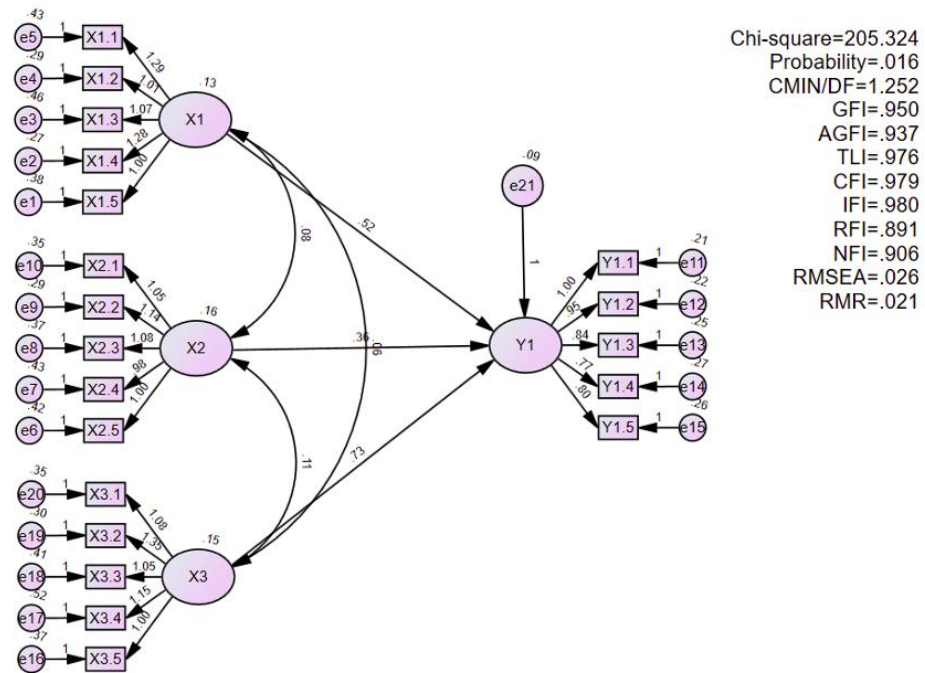 Chi-square=205.324
Probability=.016
CMIN/DF=1.252
GFI=.950
AGFI=.937
TLI=.976
CFI=.979
IFI=.980
RFI=.891
NFI=.906
RMSEA=.026
RMR=.021
.43
e5 1 X1.1 1.29
.29
e4 1 X1.2 1.01
.46
e3 1 X1.3 1.07
.27
e2 1 X1.4 1.28
.38
e1 1 X1.5 1.00
.13
X1
.35
e10 1 X2.1 1.05
.29
e9 1 X2.2 1.14
.37
e8 1 X2.3 1.08
.43
e7 1 X2.4 .98
.42
e6 1 X2.5 1.00
.16
X2
.35
e20 1 X3.1 1.08
.30
e19 1 X3.2 1.35
.41
e18 1 X3.3 1.05
.52
e17 1 X3.4 1.15
.37
e16 1 X3.5 1.00
.15
X3
.08
.11
.06
.52
.36
.73
.09
e21
1
Y1
.21
1.00 Y1.1 1 e11
.22
.95 Y1.2 1 e12
.25
.84 Y1.3 1 e13
.27
.77 Y1.4 1 e14
.26
.80 Y1.5 1 e15